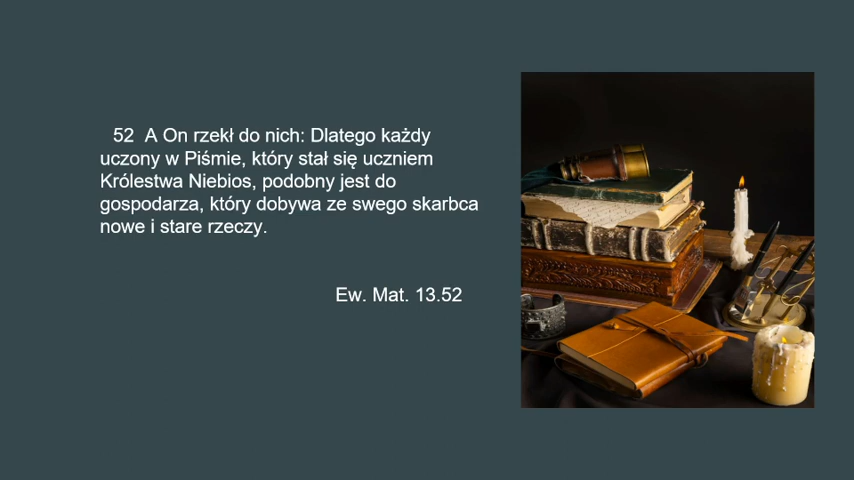 52 A On rzekł do nich: Dlatego każdy
uczony w Piśmie, który stał się uczniem
Królestwa Niebios, podobny jest do
gospodarza, który dobywa ze swego skarbca
nowe i stare rzeczy.
Ew. Mat. 13.52